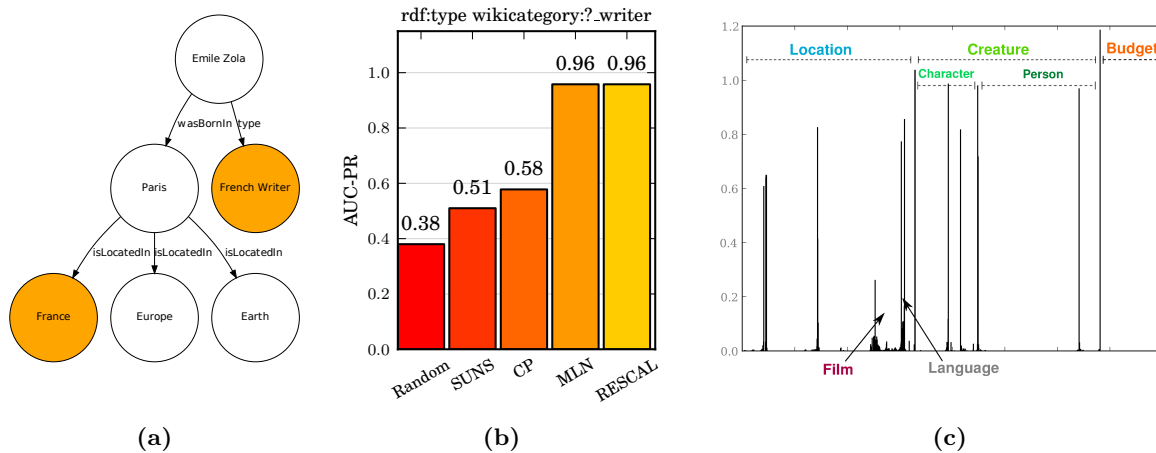 Emile Zola
wasBornIn type
Paris
French Writer
isLocatedIn isLocatedIn isLocatedIn
France
Europe
Earth
(a)
rdf:type wikicategory:?_writer
AUC-PR
1.0
0.8
0.6
0.4
0.2
0.0
0.38
0.51
0.58
0.96
0.96
Random
SUNS
CP
MLN
RESCAL
(b)
1.2
1.0
0.8
0.6
0.4
0.2
0.0
Location
Creature
Budget
Character
Person
Film
Language
(c)